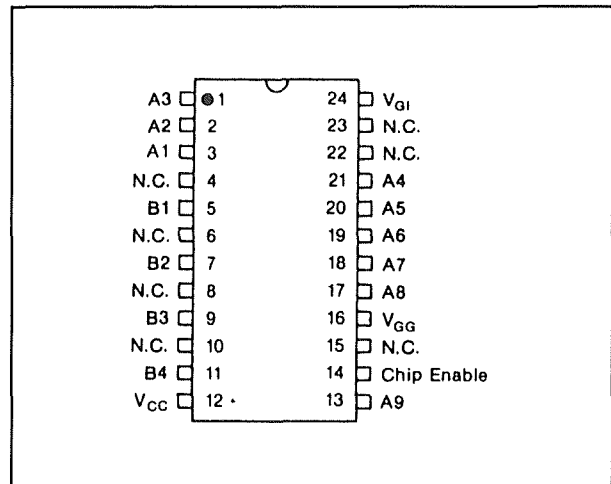 A3 1 24 VGI
A2 2 23 N.C.
A1 3 22 N.C.
N.C. 4 21 A4
B1 5 20 A5
N.C. 6 19 A6
B2 7 18 A7
N.C. 8 17 A8
B3 9 16 VGG
N.C. 10 15 N.C.
B4 11 14 Chip Enable
VCC 12 13 A9